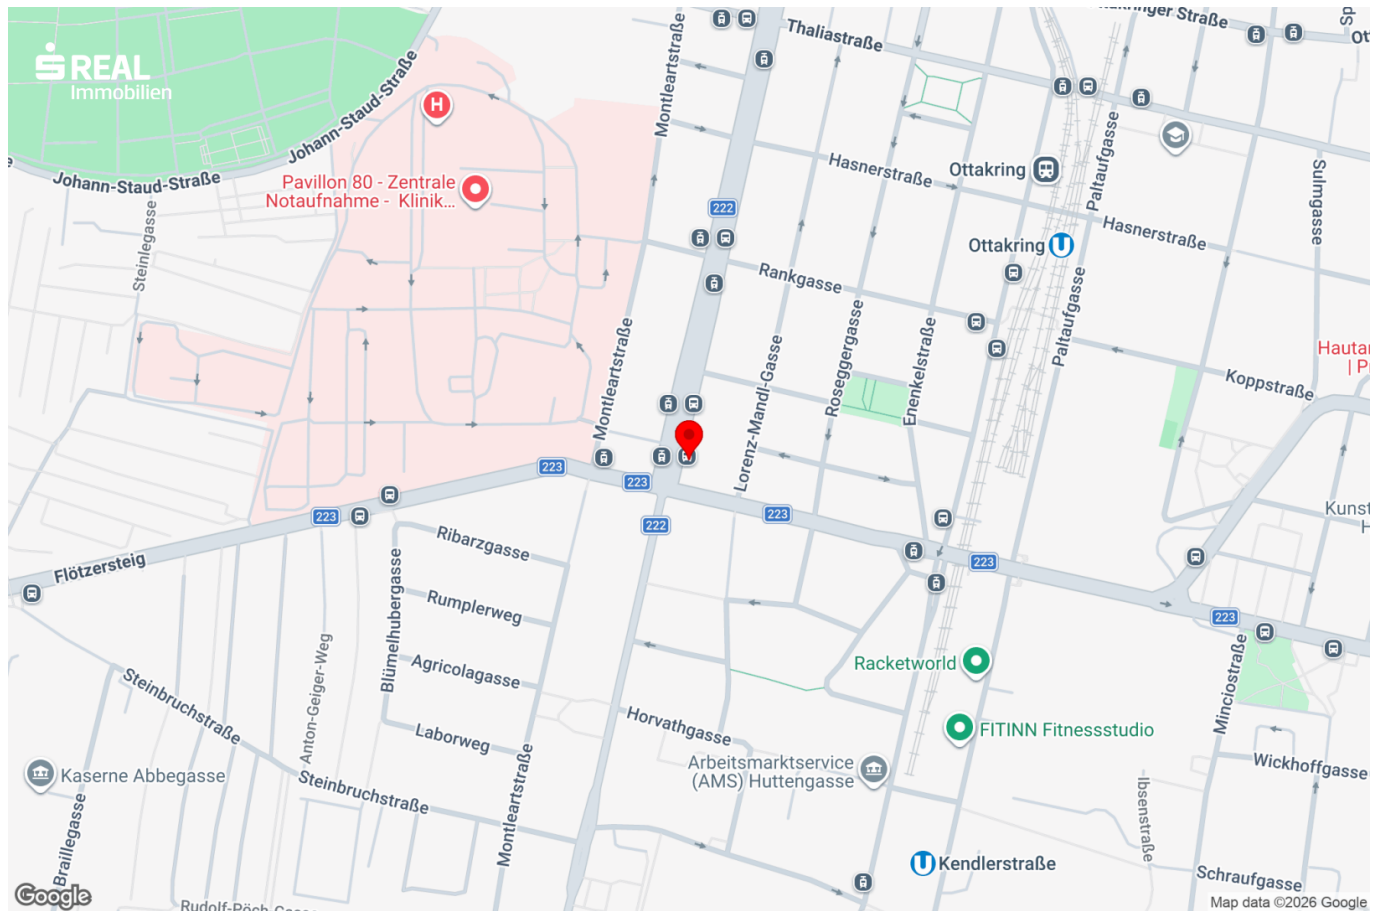 REAL
Immobilien
Johann-Staud-Straße
Johann-Staud-Straße
Montleartstraße
Thaliastraße
Ottakringer Straße
Pavillon 80 - Zentrale
Notaufnahme - Klinik...
H
Hasnerstraße
Ottakring
Paltaufgasse
Sulmgasse
222
Steinlegasse
Ottakring
U
Hasnerstraße
Rankgasse
Montleartstraße
Lorenz-Mandl-Gasse
Roseggergasse
Enenkelstraße
Paltaufgasse
Koppstraße
223
223
223
222
223
223
223
Flötzersteig
Ribarzgasse
Blümelhubergasse
Rumplerweg
Agricolagasse
Laborweg
Anton-Geiger-Weg
Steinbruchstraße
Steinbruchstraße
Montleartstraße
Horvathgasse
Racketworld
FITINN Fitnessstudio
Arbeitsmarktservice
(AMS) Huttengasse
Kaserne Abbegasse
Braillegasse
Minciostraße
Wickhoffgasse
Ibsenstraße
U
Kendlerstraße
Schraufgasse
Google
Map data ©2026 Google